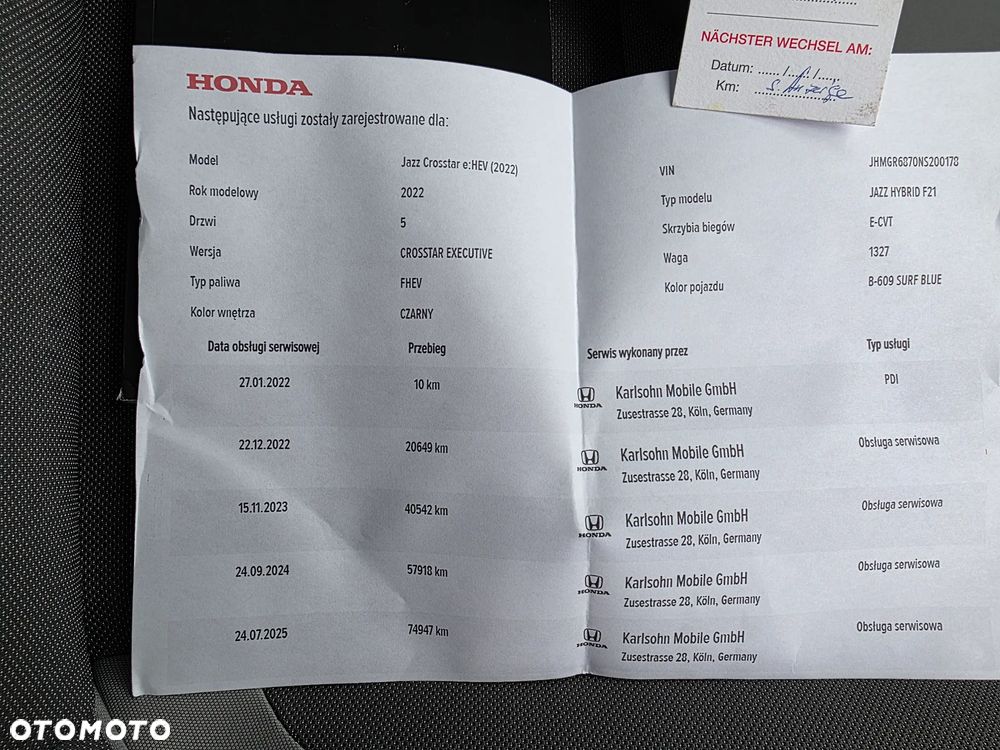 NÄCHSTER WECHSEL AM:
Datum: ...... /.../......
Km: S. Anzeige
HONDA
Następujące usługi zostały zarejestrowane dla:
Model Jazz Crosstar e:HEV (2022)
Rok modelowy 2022
Drzwi 5
Wersja CROSSTAR EXECUTIVE
Typ paliwa FHEV
Kolor wnętrza CZARNY
VIN JHMGR6870NS200178
Typ modelu JAZZ HYBRID F21
Skrzybia biegów E-CVT
Waga 1327
Kolor pojazdu B-609 SURF BLUE
Data obsługi serwisowej Przebieg Serwis wykonany przez Typ usługi
27.01.2022 10 km HONDA Karlsohn Mobile GmbH PDI
Zusestrasse 28, Köln, Germany
22.12.2022 20649 km HONDA Karlsohn Mobile GmbH Obsługa serwisowa
Zusestrasse 28, Köln, Germany
15.11.2023 40542 km HONDA Karlsohn Mobile GmbH Obsługa serwisowa
Zusestrasse 28, Köln, Germany
24.09.2024 57918 km HONDA Karlsohn Mobile GmbH Obsługa serwisowa
Zusestrasse 28, Köln, Germany
24.07.2025 74947 km HONDA Karlsohn Mobile GmbH Obsługa serwisowa
Zusestrasse 28, Köln, Germany
OTOMOTO